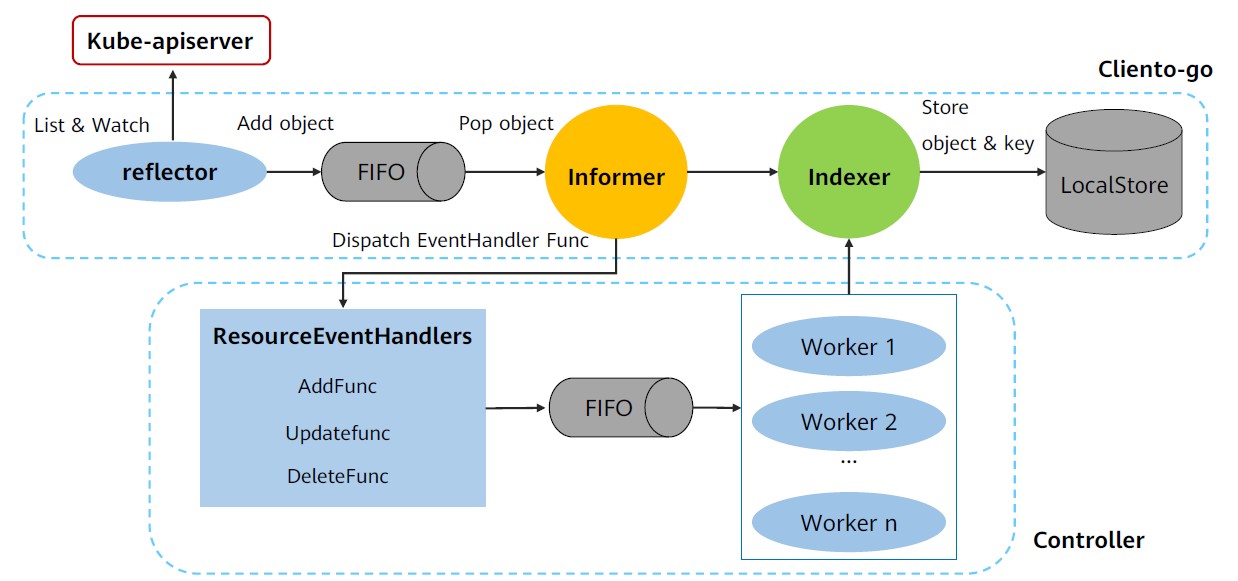 Kube-apiserver
Cliento-go
List & Watch
Add object
Pop object
Store
object & key
reflector
FIFO
Informer
Indexer
LocalStore
Dispatch EventHandler Func
ResourceEventHandlers
AddFunc
Updatefunc
DeleteFunc
FIFO
Worker 1
Worker 2
...
Worker n
Controller